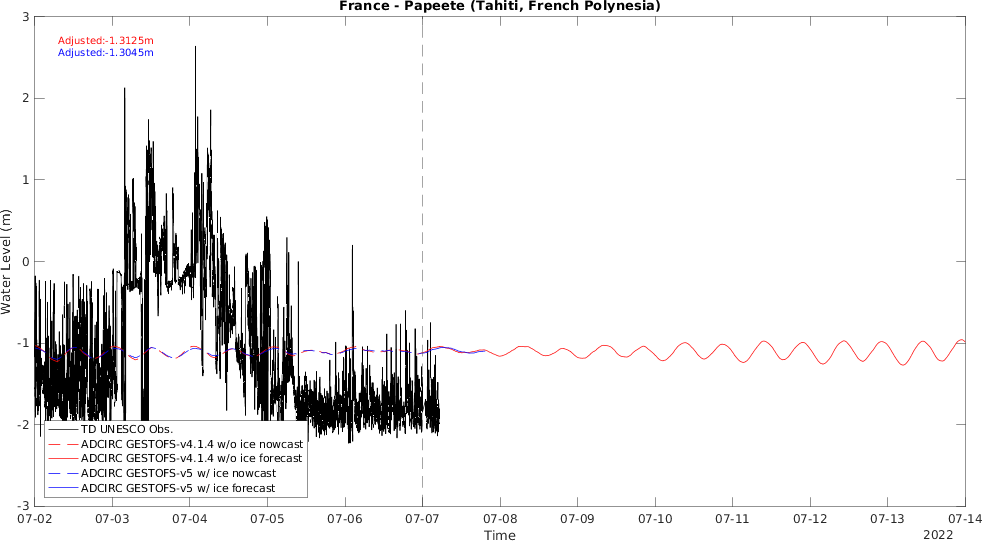 France - Papeete (Tahiti, French Polynesia)
Adjusted:-1.3125m
Adjusted:-1.3045m
3
2
1
0
-1
-2
-3
Water Level (m)
TD UNESCO Obs.
ADCIRC GESTOFS-v4.1.4 w/o ice nowcast
ADCIRC GESTOFS-v4.1.4 w/o ice forecast
ADCIRC GESTOFS-v5 w/ ice nowcast
ADCIRC GESTOFS-v5 w/ ice forecast
07-02 07-03 07-04 07-05 07-06 07-07 07-08 07-09 07-10 07-11 07-12 07-13 07-14
Time
2022